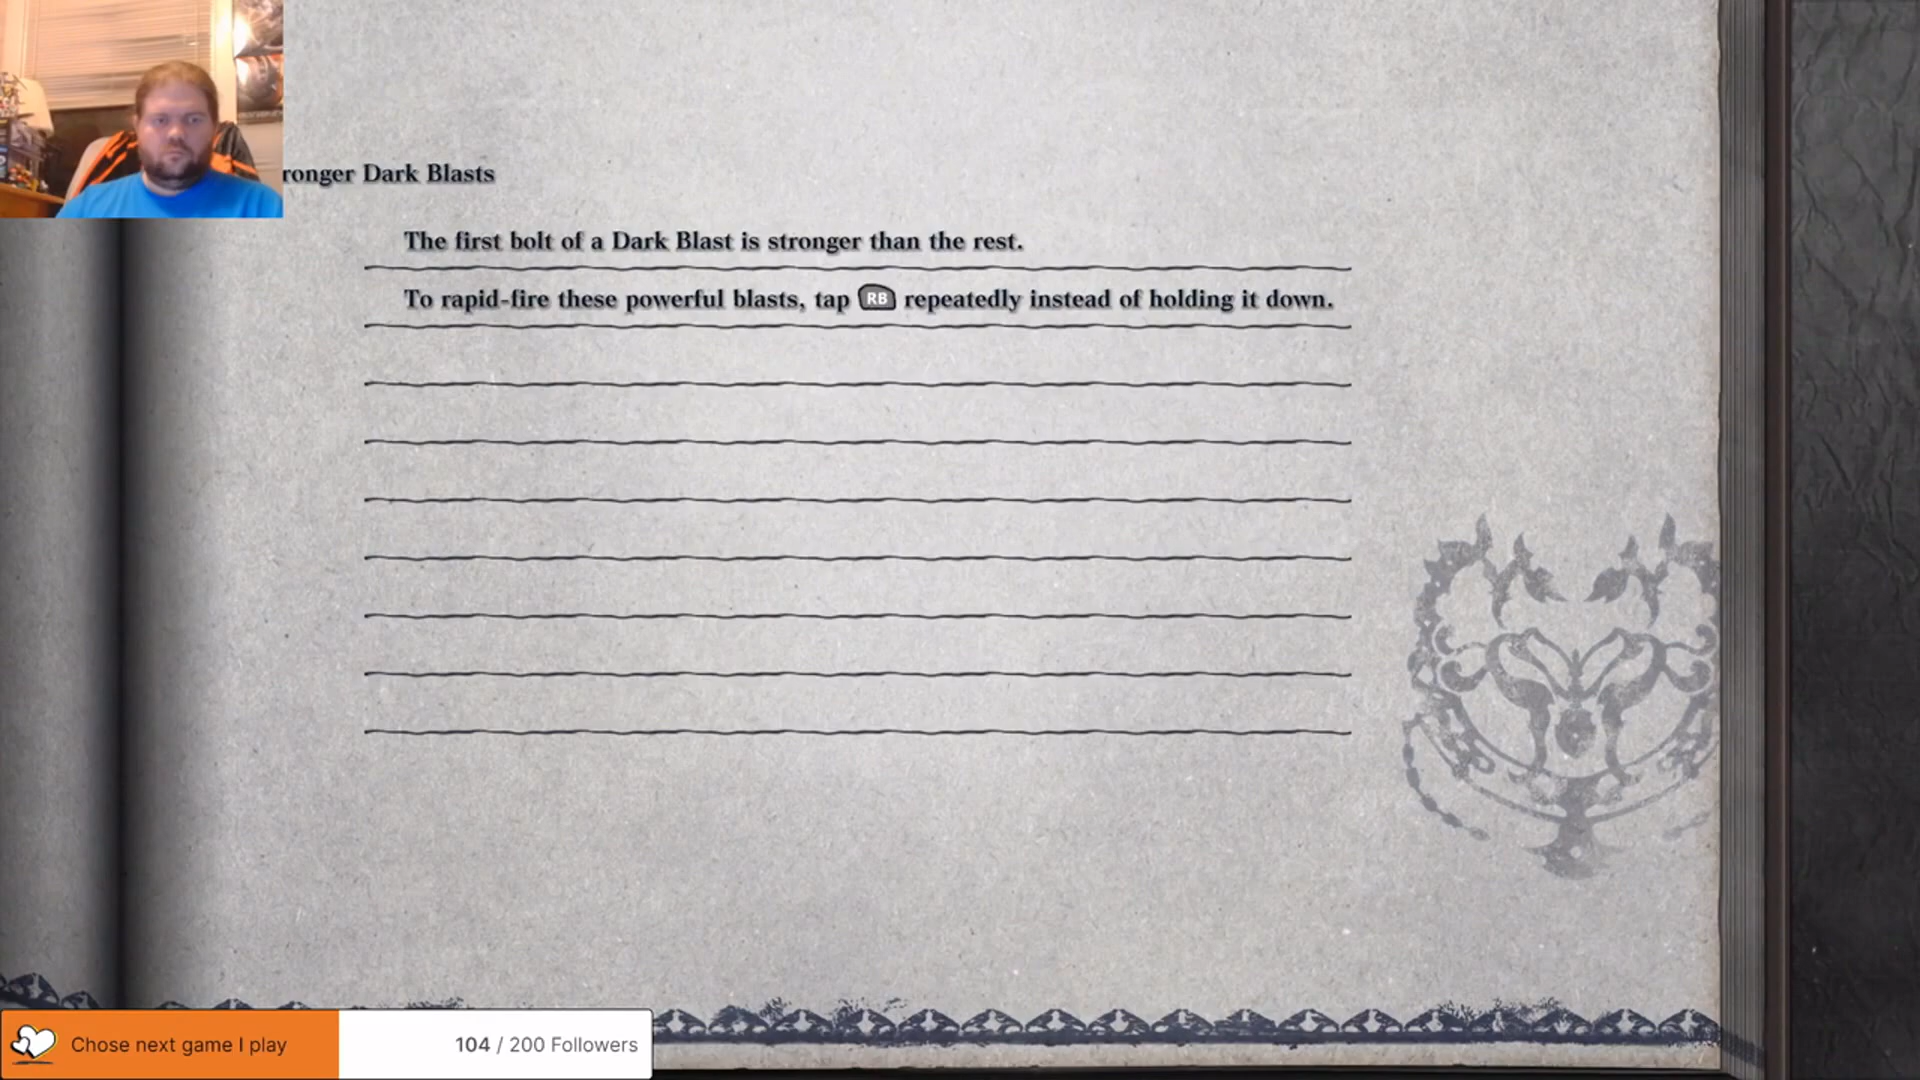 ronger Dark Blasts
The first bolt of a Dark Blast is stronger than the rest.
To rapid-fire these powerful blasts, tap RB repeatedly instead of holding it down.
Chose next game I play 104 / 200 Followers